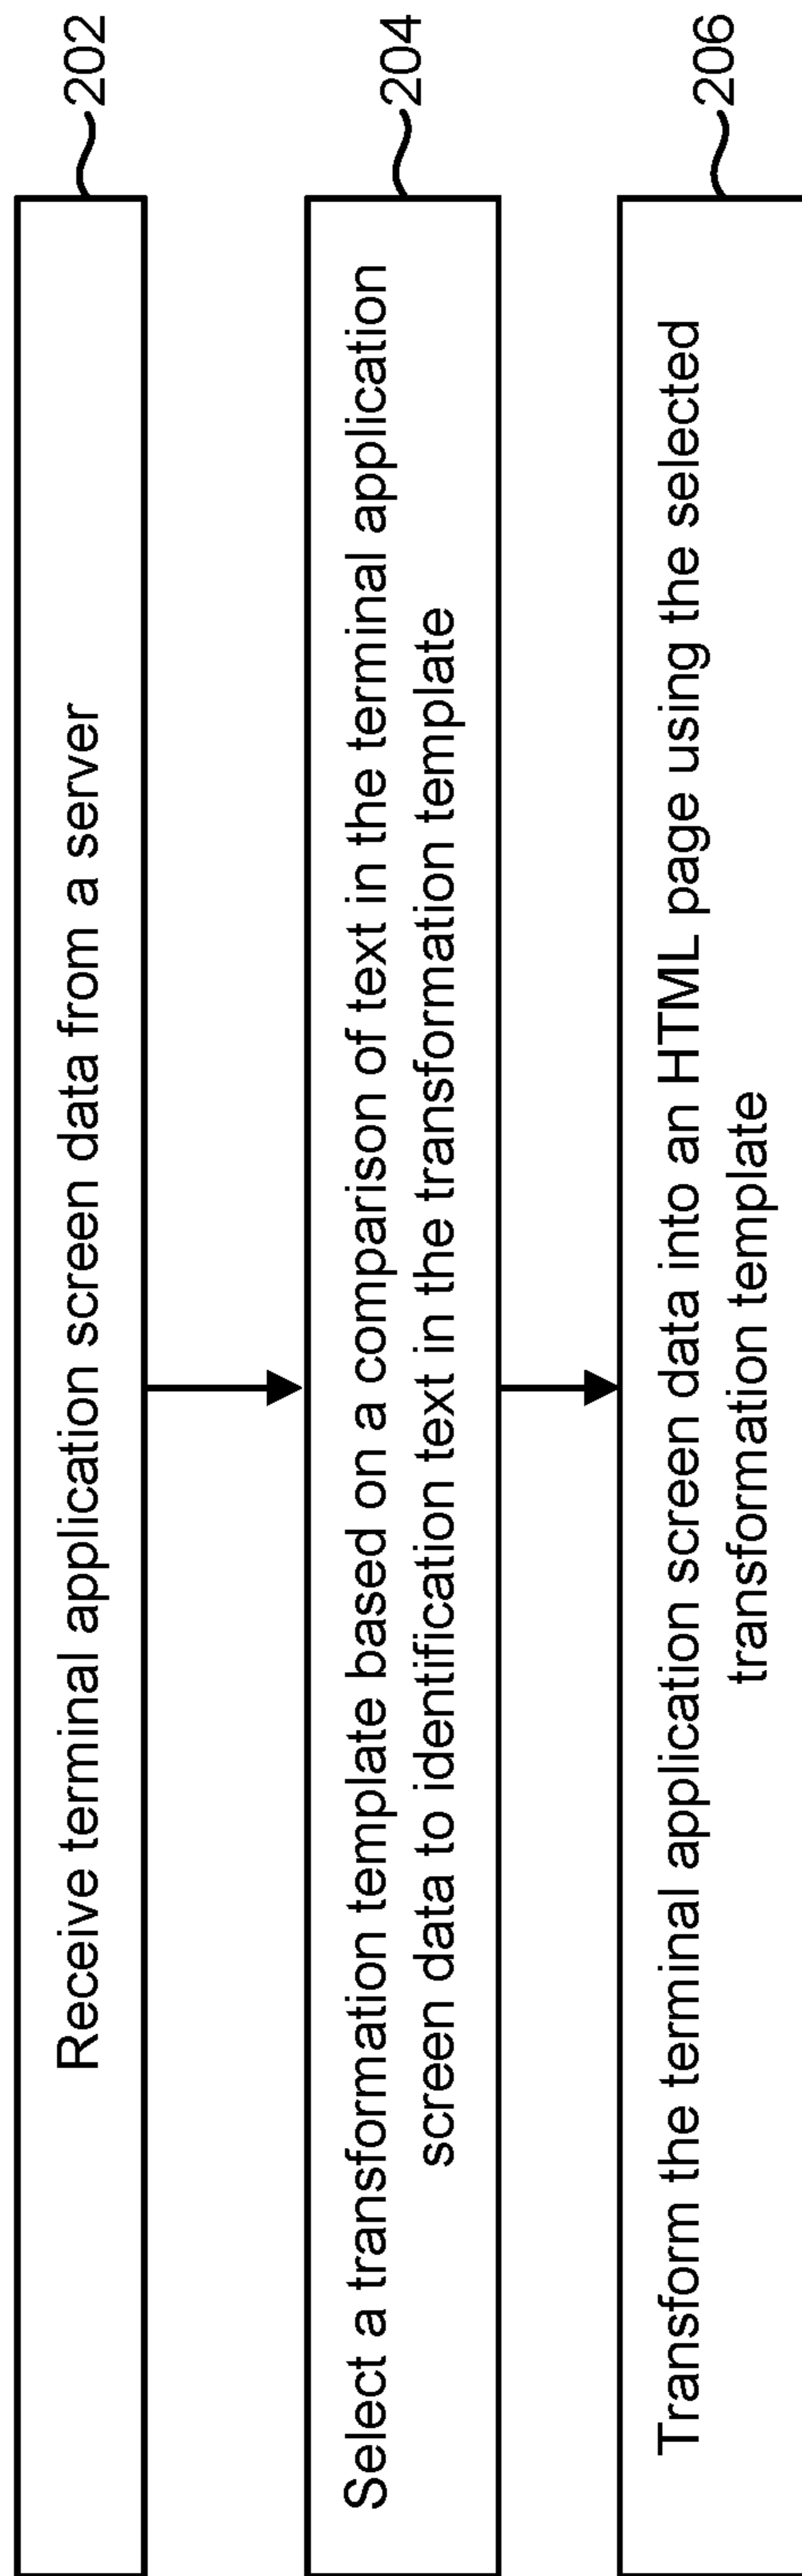 Receive terminal application screen data from a server
202
Select a transformation template based on a comparison of text in the terminal application
screen data to identification text in the transformation template
204
Transform the terminal application screen data into an HTML page using the selected
transformation template
206